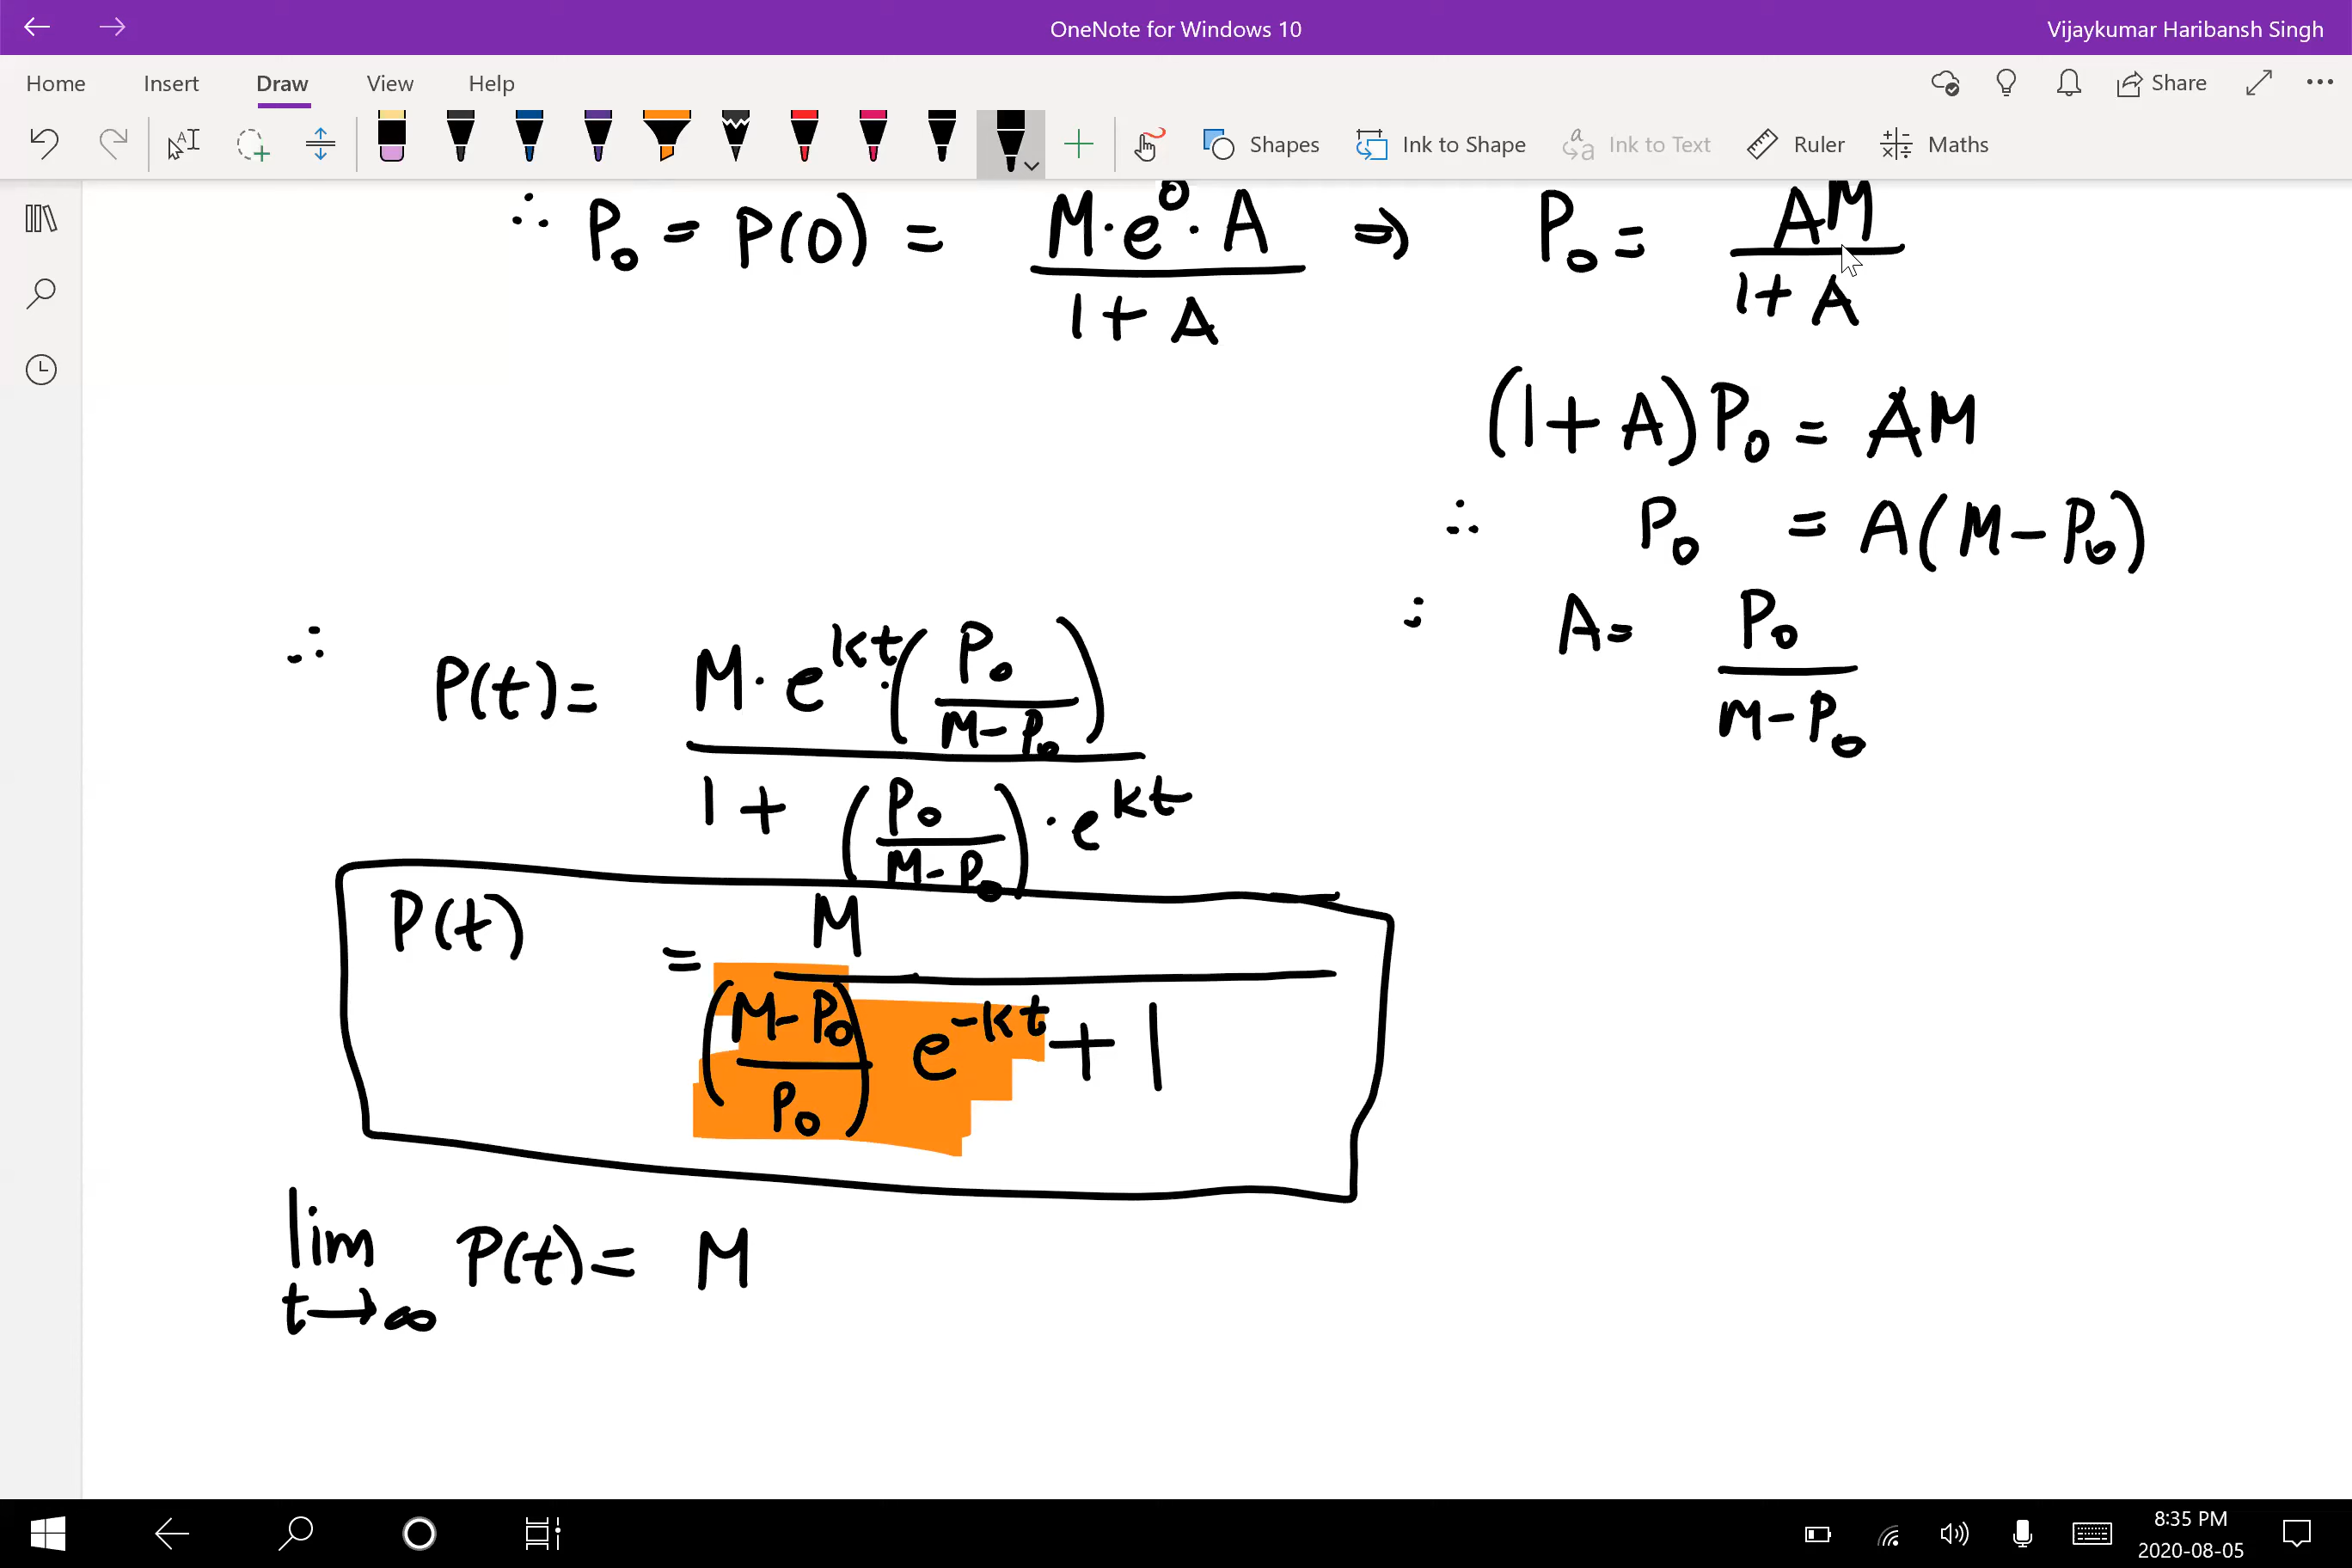 OneNote for Windows 10
Vijaykumar Haribansh Singh
Home Insert Draw View Help
Share
Shapes Ink to Shape Ink to Text Ruler Maths
∴ P₀ = P(0) = M·e⁰·A / 1+A ⇒ P₀ = AM / 1+A
(1+A)P₀ = AM
∴ P₀ = A(M-P₀)
∴ A = P₀ / M-P₀
∴ P(t) = M·e^kt·(P₀ / M-P₀) / 1+(P₀ / M-P₀)·e^kt
P(t) = M / (M-P₀ / P₀) e^-kt + 1
lim t→∞ P(t) = M
8:35 PM
2020-08-05